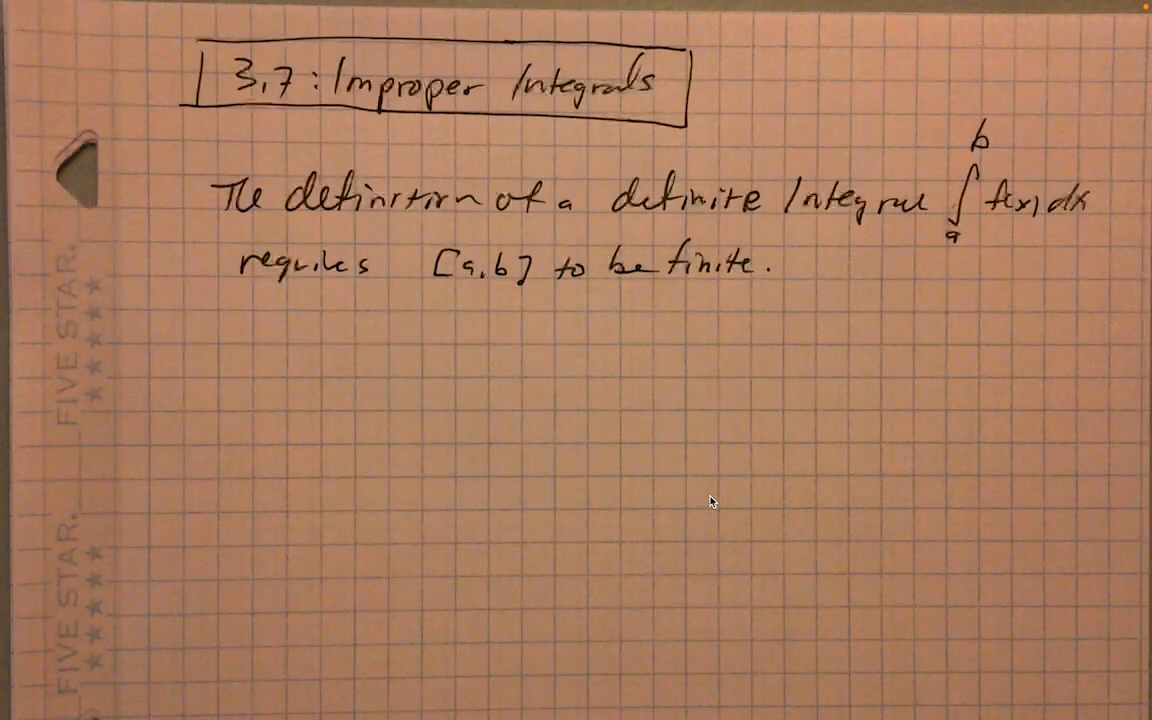 3.7: Improper Integrals
The definition of a definite Integral ∫_a^b f(x) dx
requires [a,b] to be finite.
FIVE STAR.
FIVE STAR.